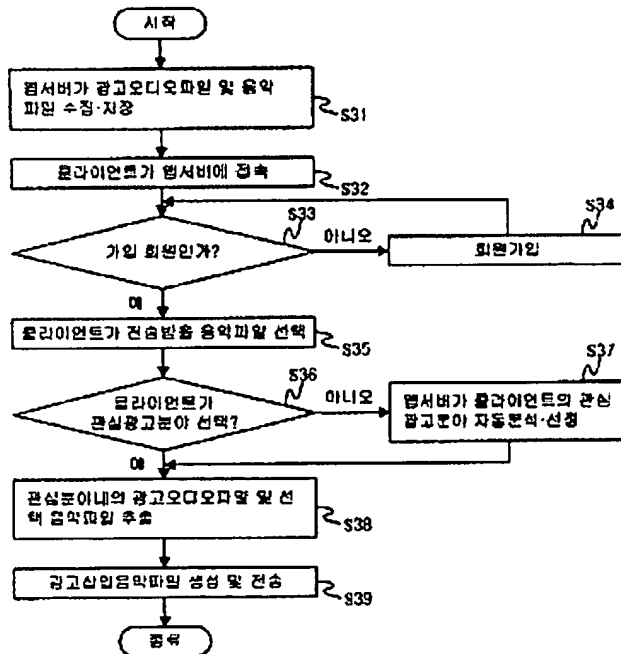 시작
웹서버가 광고오디오파일 및 음악
파일 수집·저장
S31
클라이언트가 웹서버에 접속
S32
S33
가입 회원인가?
아니오
S34
회원가입
예
클라이언트가 전송받을 음악파일 선택
S35
S36
클라이언트가
관심광고분야 선택?
아니오
S37
웹서버가 클라이언트의 관심
광고분야 자동분석·선정
예
관심분야내의 광고오디오파일 및 선
택 음악파일 추출
S38
광고삽입음악파일 생성 및 전송
S39
종료